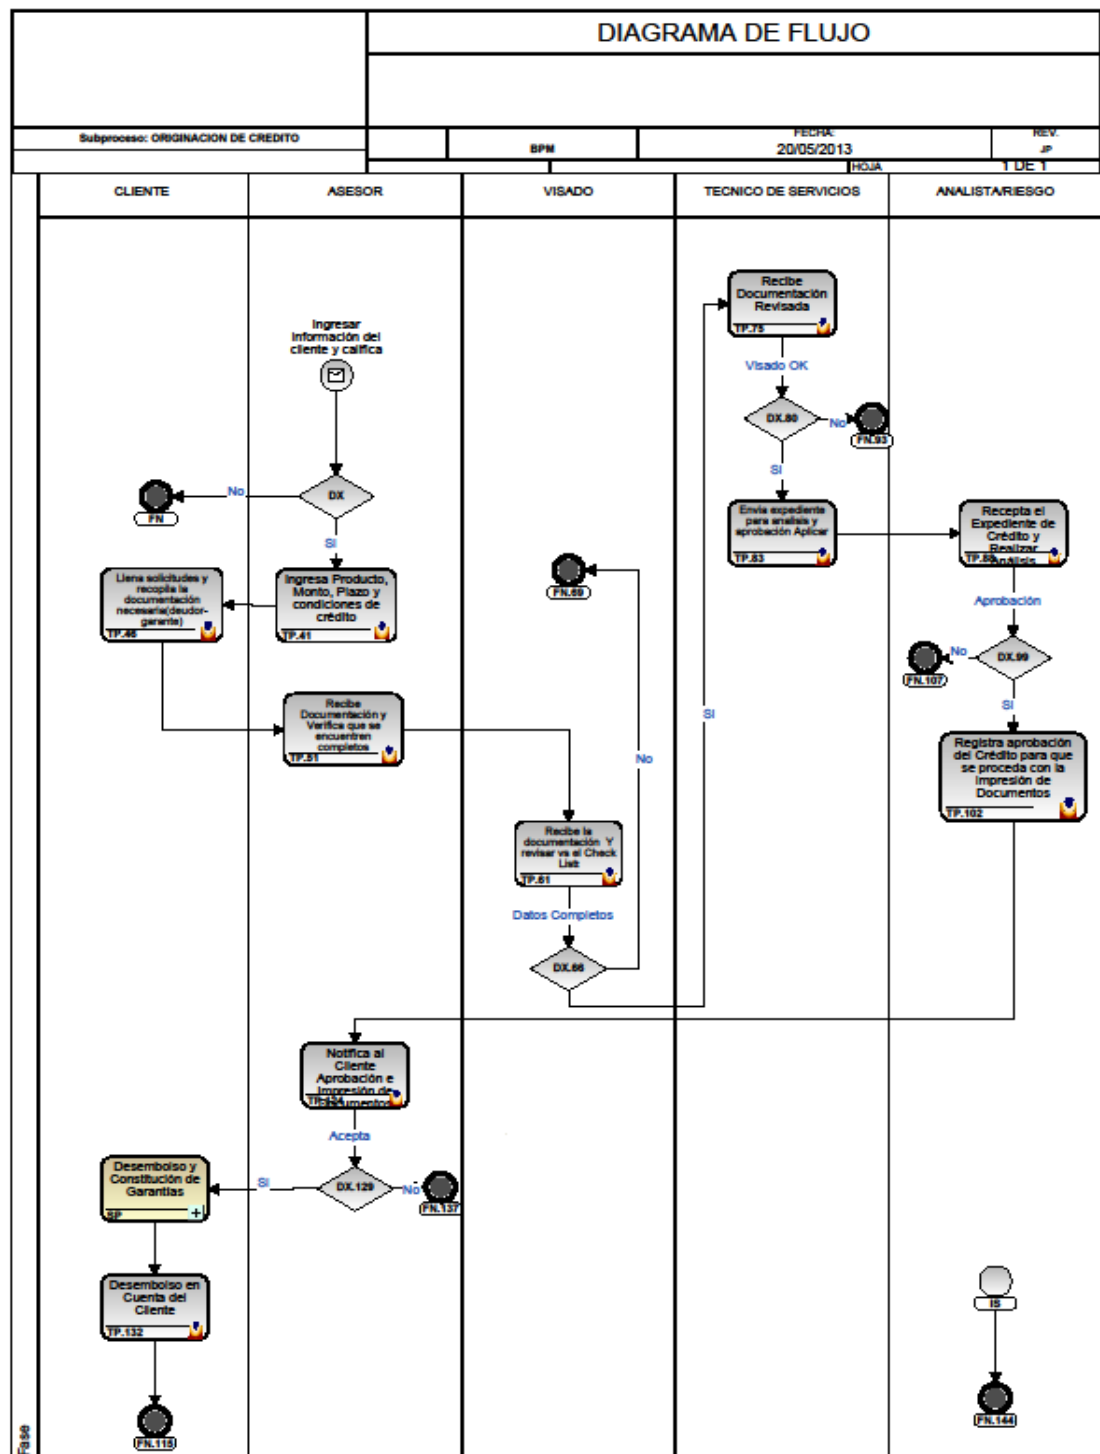 DIAGRAMA DE FLUJO
Subproceso: ORIGINACION DE CREDITO
BPM
FECHA:
20/05/2013
REV.
JP
HOJA
1 DE 1
CLIENTE
ASESOR
VISADO
TECNICO DE SERVICIOS
ANALISTA/RIESGO
Recibe
Documentación
Revisada
TP.75
Ingresar
información del
cliente y califica
Visado OK
DX.80
No
FN.93
Si
DX
No
FN
Si
Envia expediente
para analisis y
aprobación Aplicar
TP.83
Recepta el
Expediente de
Crédito y
Realizar
Análisis
Llena solicitudes y
recopila la
documentación
necesaria(deudor-
garante)
TP.46
Ingresa Producto,
Monto, Plazo y
condiciones de
crédito
TP.41
FN.69
Aprobación
DX.99
No
FN.107
Si
Recibe
Documentación y
Verifica que se
encuentren
completos
TP.51
Si
No
Registra aprobación
del Crédito para que
se proceda con la
Impresión de
Documentos
TP.102
Recibe la
documentación Y
revisar vs el Check
List
TP.61
Datos Completos
DX.66
Notifica al
Cliente
Aprobación e
Impresión de
Acepta
DX.129
Si
No
FN.137
Desembolso y
Constitución de
Garantías
SP
Desembolso en
Cuenta del
Cliente
TP.132
FN.115
IS
FN.144
Fase